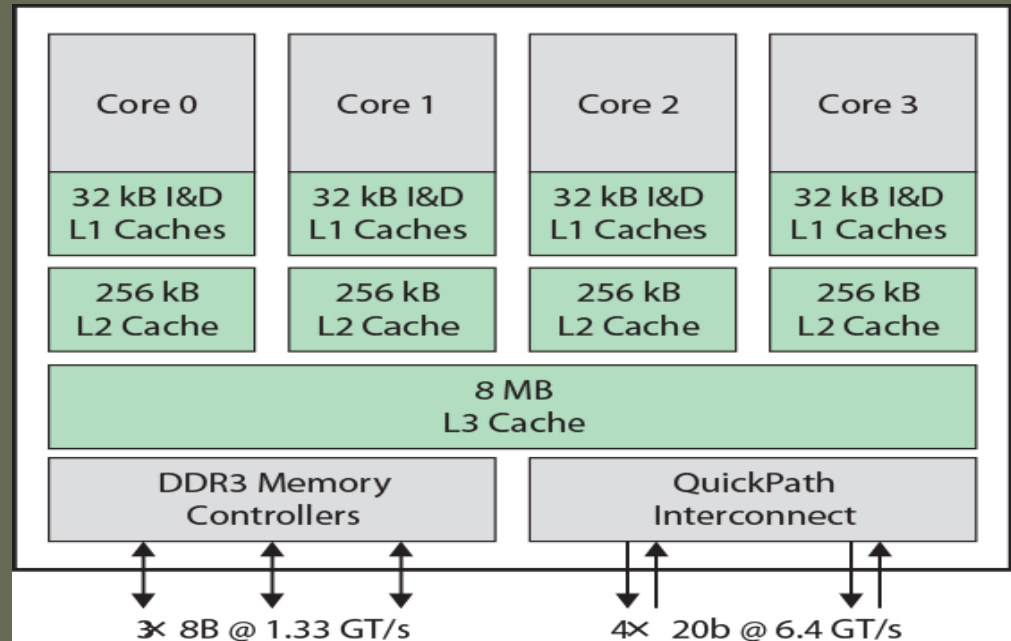 Core 0
Core 1
Core 2
Core 3
32 kB I&D
L1 Caches
32 kB I&D
L1 Caches
32 kB I&D
L1 Caches
32 kB I&D
L1 Caches
256 kB
L2 Cache
256 kB
L2 Cache
256 kB
L2 Cache
256 kB
L2 Cache
8 MB
L3 Cache
DDR3 Memory
Controllers
QuickPath
Interconnect
3× 8B @ 1.33 GT/s
4× 20b @ 6.4 GT/s